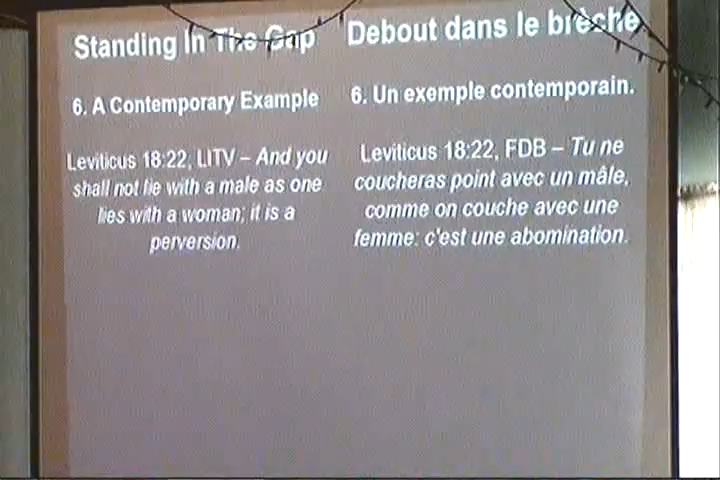 Standing In The Gap
6. A Contemporary Example
Leviticus 18:22, LITV – And you
shall not lie with a male as one
lies with a woman; it is a
perversion.
Debout dans le brèche
6. Un exemple contemporain.
Leviticus 18:22, FDB – Tu ne
coucheras point avec un mâle,
comme on couche avec une
femme: c'est une abomination.